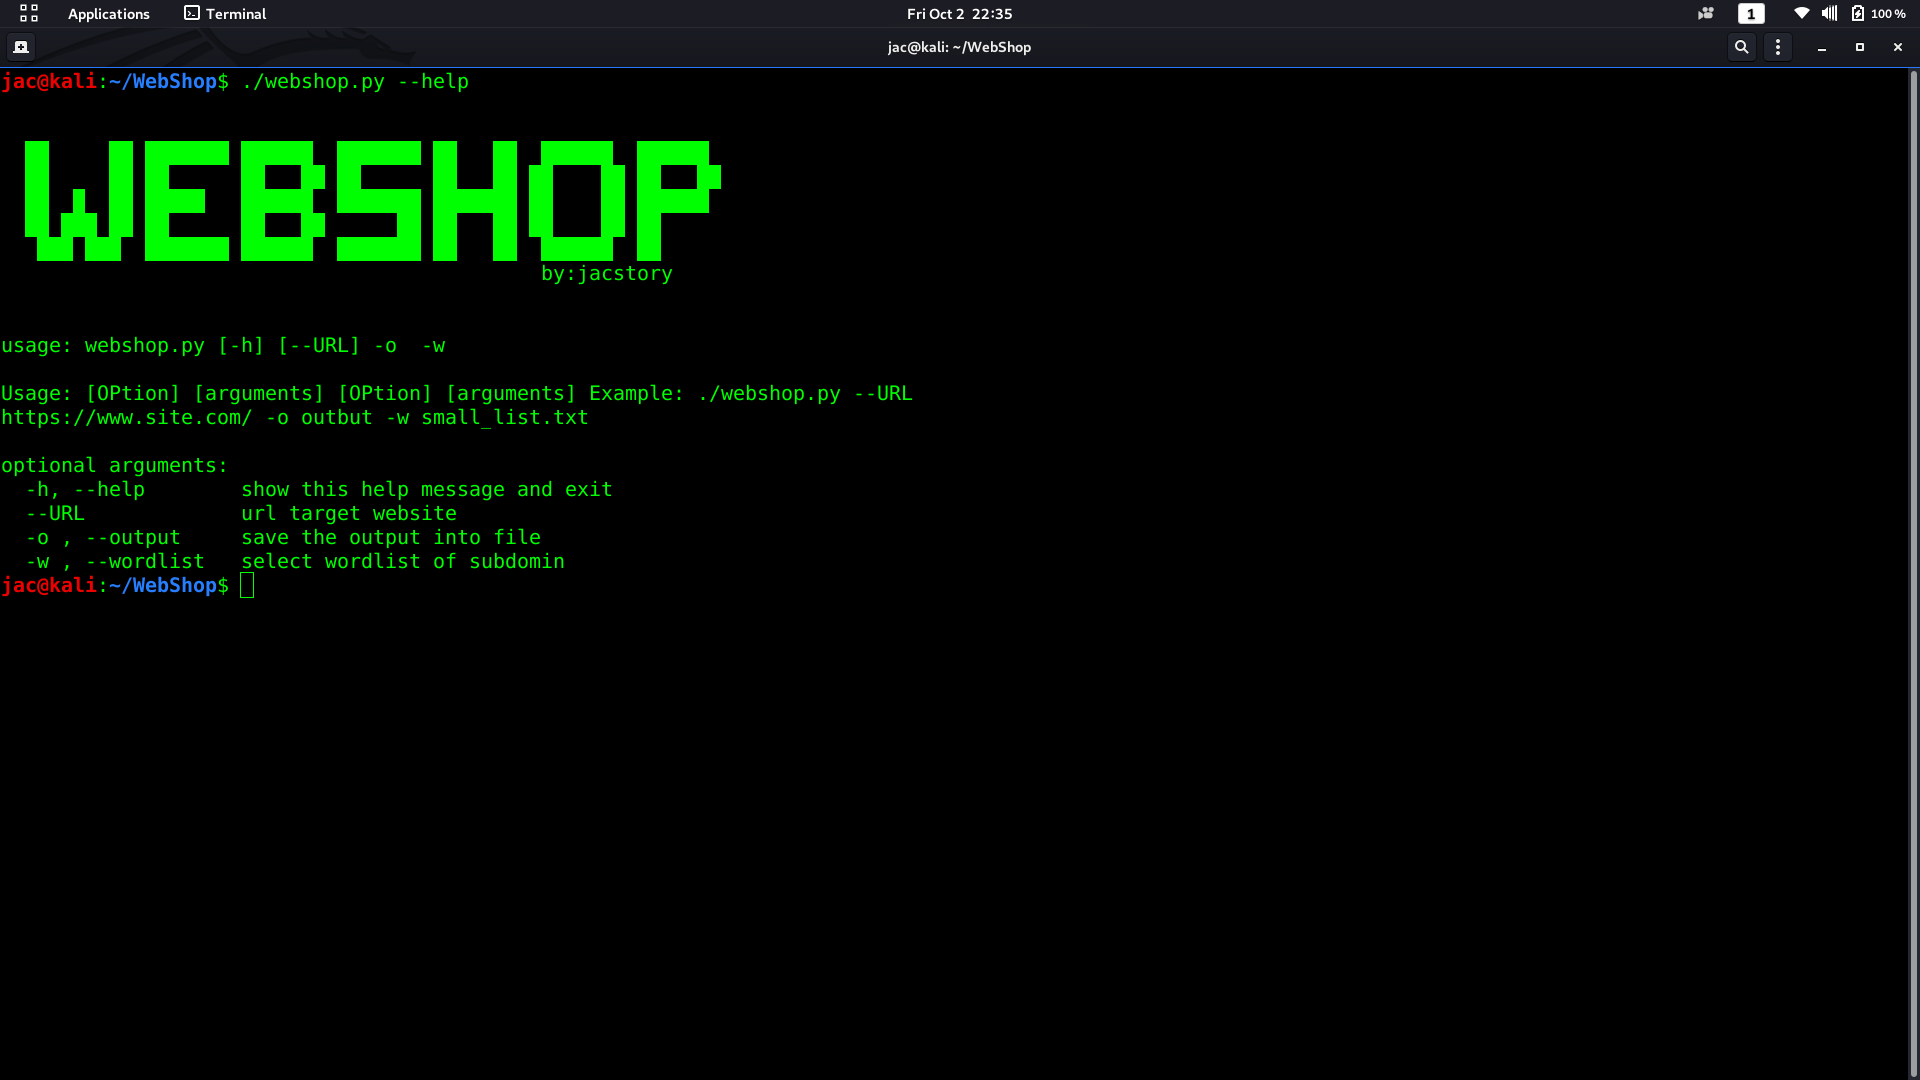 Applications Terminal Fri Oct 2 22:35 1 100 %
jac@kali: ~/WebShop
jac@kali:~/WebShop$ ./webshop.py --help
WEBSHOP
by:jacstory
usage: webshop.py [-h] [--URL] -o  -w
Usage: [OPtion] [arguments] [OPtion] [arguments] Example: ./webshop.py --URL
https://www.site.com/ -o outbut -w small_list.txt
optional arguments:
  -h, --help        show this help message and exit
  --URL             url target website
  -o , --output     save the output into file
  -w , --wordlist   select wordlist of subdomin
jac@kali:~/WebShop$